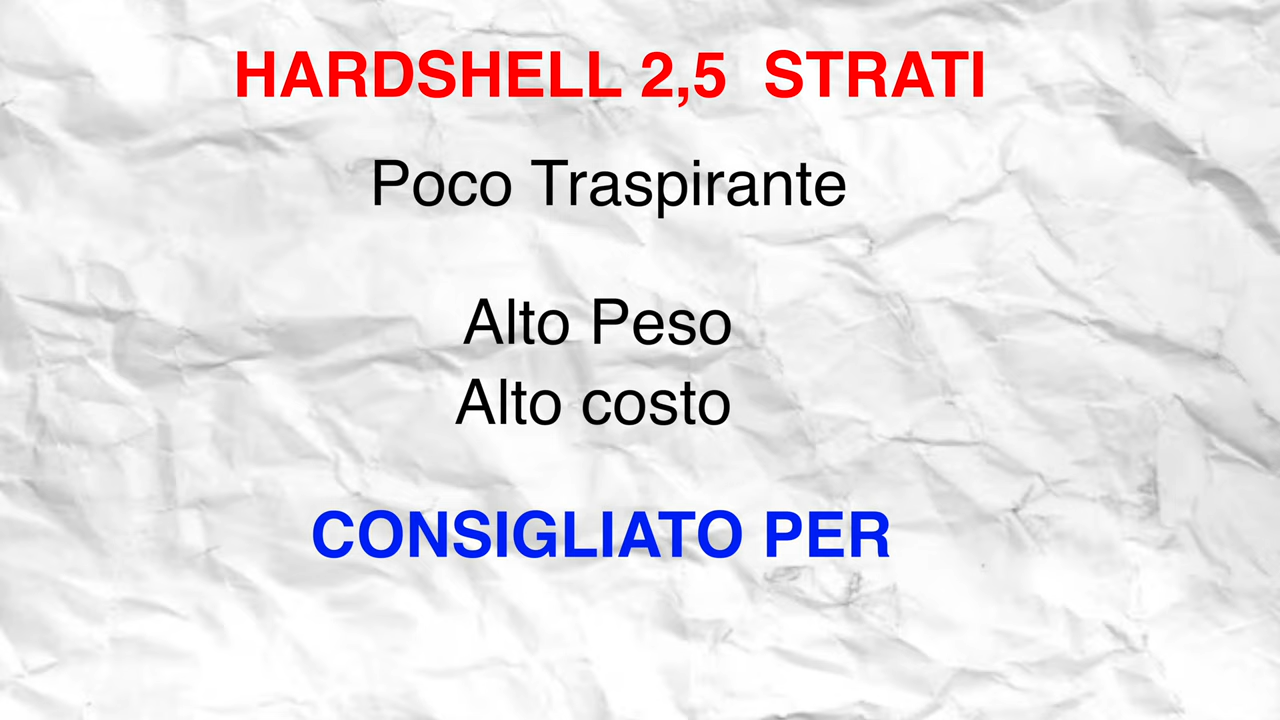 HARDSHELL 2,5 STRATI
Poco Traspirante
Alto Peso
Alto costo
CONSIGLIATO PER